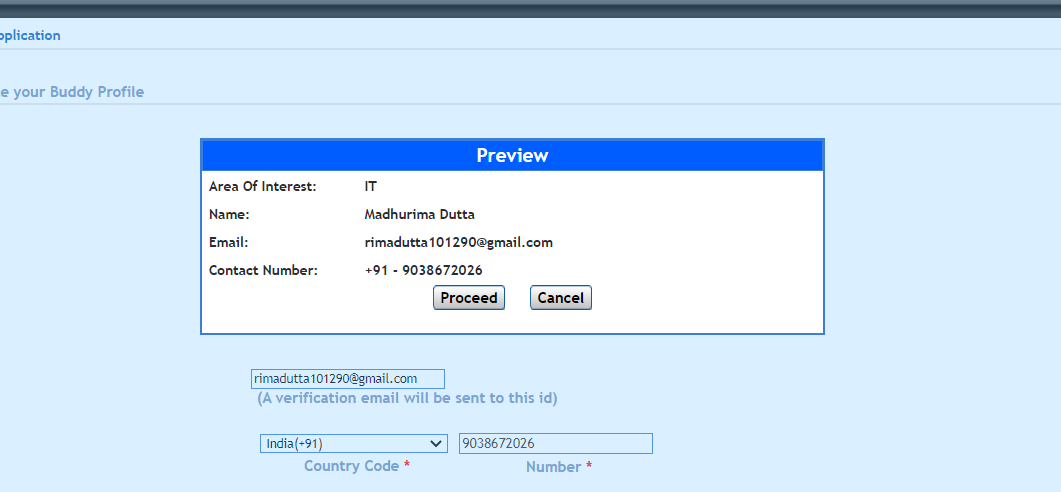 pplication
e your Buddy Profile
Preview
Area Of Interest: IT
Name: Madhurima Dutta
Email: rimadutta101290@gmail.com
Contact Number: +91 - 9038672026
Proceed Cancel
rimadutta101290@gmail.com
(A verification email will be sent to this id)
India(+91) 9038672026
Country Code * Number *